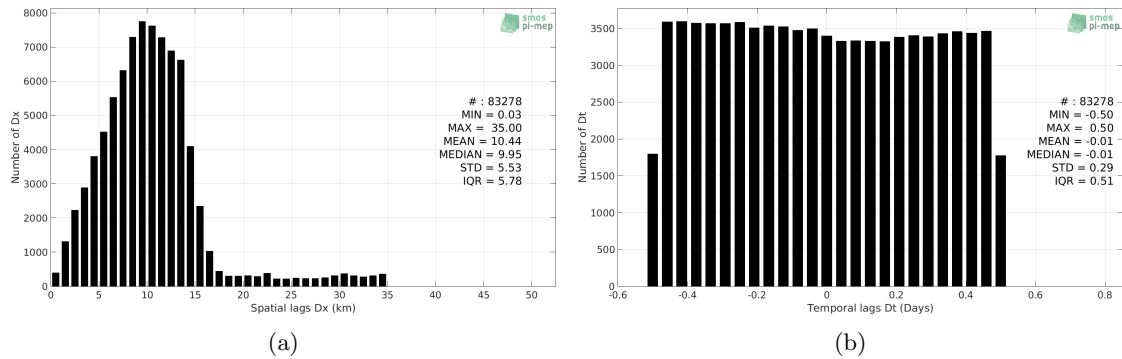 8000
7000
6000
5000
4000
3000
2000
1000
0
Number of Dx
0 5 10 15 20 25 30 35 40 45 50
Spatial lags Dx (km)
smos
pi-mep
# : 83278
MIN = 0.03
MAX = 35.00
MEAN = 10.44
MEDIAN = 9.95
STD = 5.53
IQR = 5.78
(a)
3500
3000
2500
2000
1500
1000
500
0
Number of Dt
-0.6 -0.4 -0.2 0 0.2 0.4 0.6 0.8
Temporal lags Dt (Days)
smos
pi-mep
# : 83278
MIN = -0.50
MAX = 0.50
MEAN = -0.01
MEDIAN = -0.01
STD = 0.29
IQR = 0.51
(b)